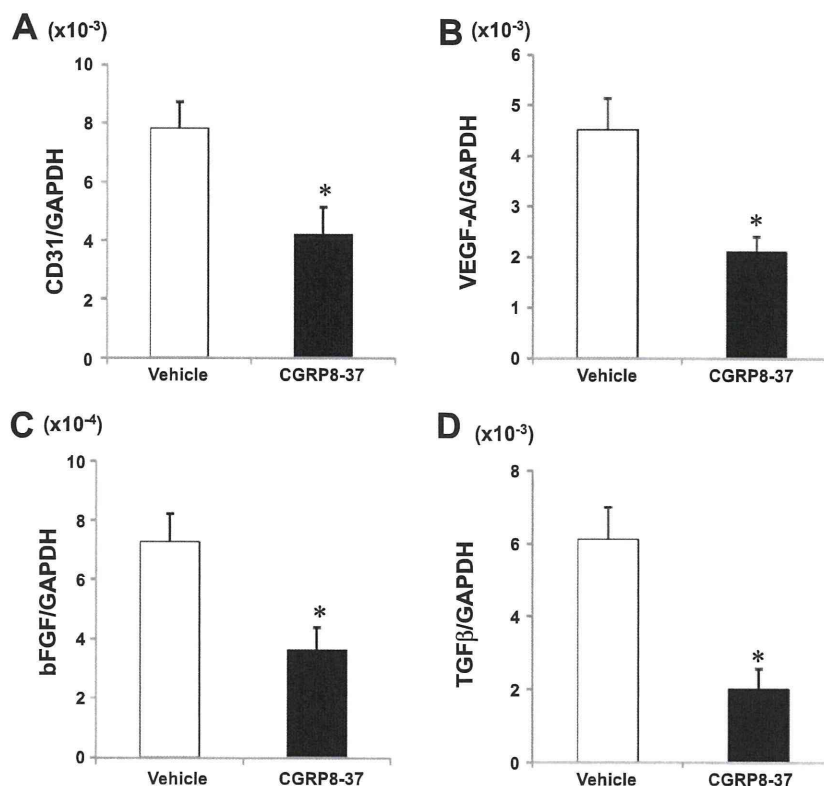 A (x10-3)
CD31/GAPDH
10
8
6
4
2
0
*
Vehicle CGRP8-37
B (x10-3)
VEGF-A/GAPDH
6
5
4
3
2
1
0
*
Vehicle CGRP8-37
C (x10-4)
bFGF/GAPDH
10
8
6
4
2
0
*
Vehicle CGRP8-37
D (x10-3)
TGFβ/GAPDH
8
6
4
2
0
*
Vehicle CGRP8-37